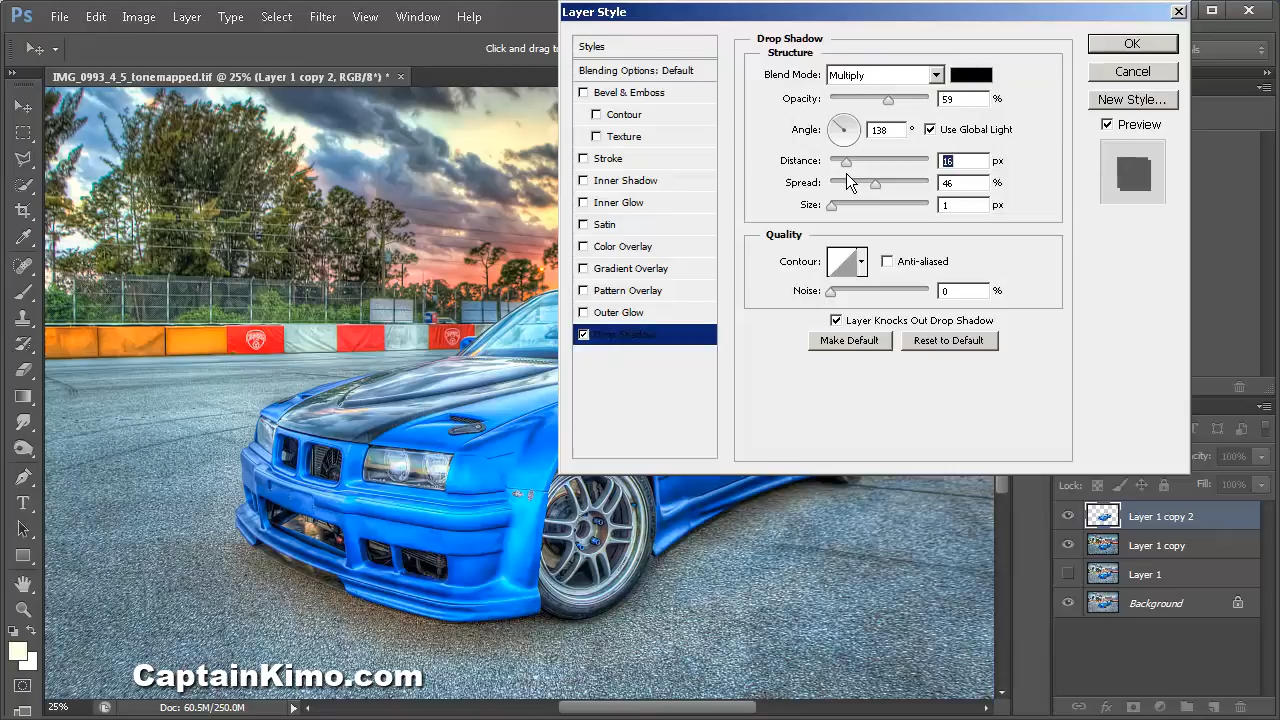 Ps File Edit Image Layer Type Select Filter View Window Help
Layer Style
Click and drag t
IMG_0993_4_5_tonemapped.tif @ 25% (Layer 1 copy 2, RGB/8*) *
Styles
Blending Options: Default
Bevel & Emboss
Contour
Texture
Stroke
Inner Shadow
Inner Glow
Satin
Color Overlay
Gradient Overlay
Pattern Overlay
Outer Glow
Drop Shadow
Drop Shadow
Structure
Blend Mode: Multiply
Opacity: 59 %
Angle: 138 ° Use Global Light
Distance: 16 px
Spread: 46 %
Size: 1 px
Quality
Contour: Anti-aliased
Noise: 0 %
Layer Knocks Out Drop Shadow
Make Default Reset to Default
OK
Cancel
New Style...
Preview
100%
Lock: Fill: 100%
Layer 1 copy 2
Layer 1 copy
Layer 1
Background
CaptainKimo.com
25% Doc: 60.5M/250.0M